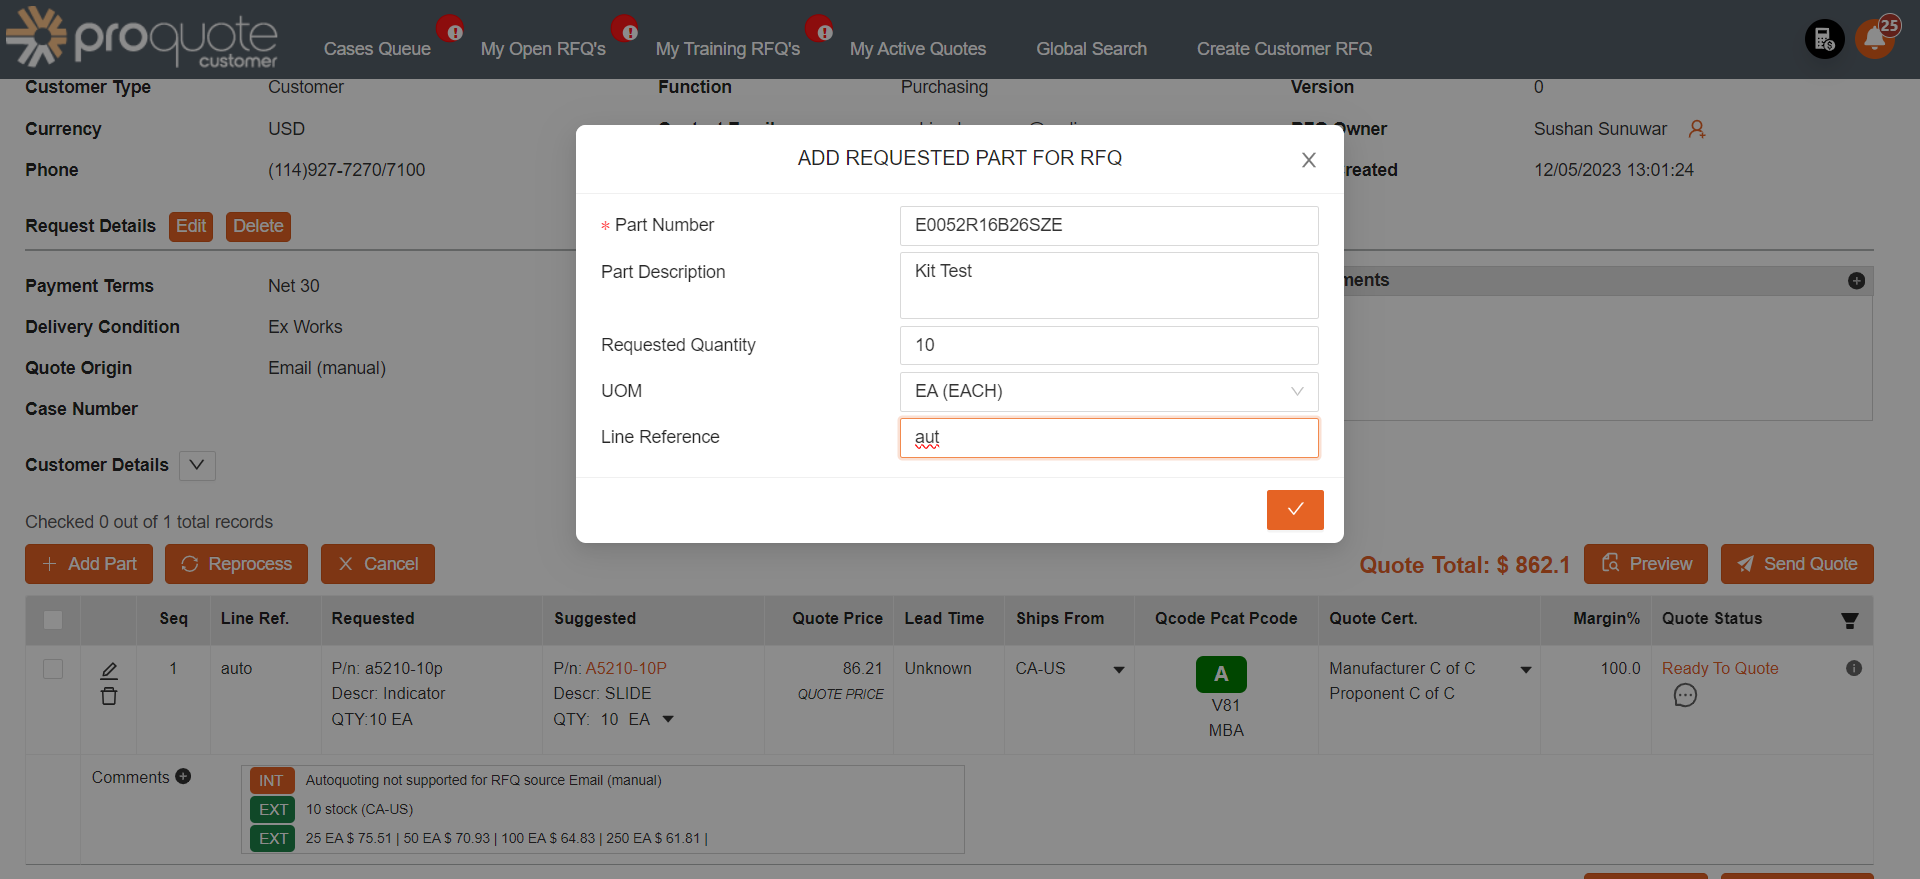 proquote
customer
Cases Queue
My Open RFQ's
My Training RFQ's
My Active Quotes
Global Search
Create Customer RFQ
25
Customer Type Customer Function Purchasing Version 0
Currency USD Owner Sushan Sunuwar
Phone (114)927-7270/7100 reated 12/05/2023 13:01:24
ADD REQUESTED PART FOR RFQ
* Part Number E0052R16B26SZE
Part Description Kit Test
Requested Quantity 10
UOM EA (EACH)
Line Reference aut
Request Details Edit Delete
Payment Terms Net 30 ments
Delivery Condition Ex Works
Quote Origin Email (manual)
Case Number
Customer Details
Checked 0 out of 1 total records
Add Part Reprocess Cancel Quote Total: $ 862.1 Preview Send Quote
Seq Line Ref. Requested Suggested Quote Price Lead Time Ships From Qcode Pcat Pcode Quote Cert. Margin% Quote Status
1 auto P/n: a5210-10p P/n: A5210-10P 86.21 Unknown CA-US A Manufacturer C of C 100.0 Ready To Quote
Descr: Indicator Descr: SLIDE QUOTE PRICE Proponent C of C
QTY:10 EA QTY: 10 EA V81
MBA
Comments
INT Autoquoting not supported for RFQ source Email (manual)
EXT 10 stock (CA-US)
EXT 25 EA $ 75.51 | 50 EA $ 70.93 | 100 EA $ 64.83 | 250 EA $ 61.81 |